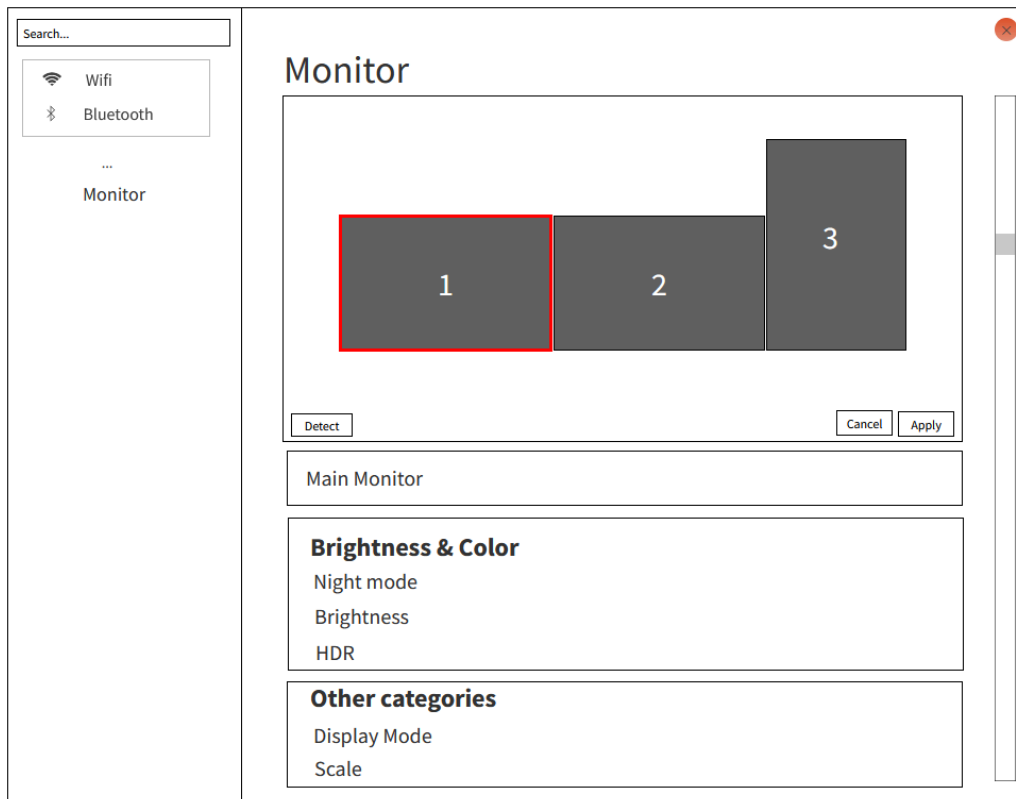 Search...
Wifi
Bluetooth
...
Monitor
Monitor
1
2
3
Detect
Cancel
Apply
Main Monitor
Brightness & Color
Night mode
Brightness
HDR
Other categories
Display Mode
Scale